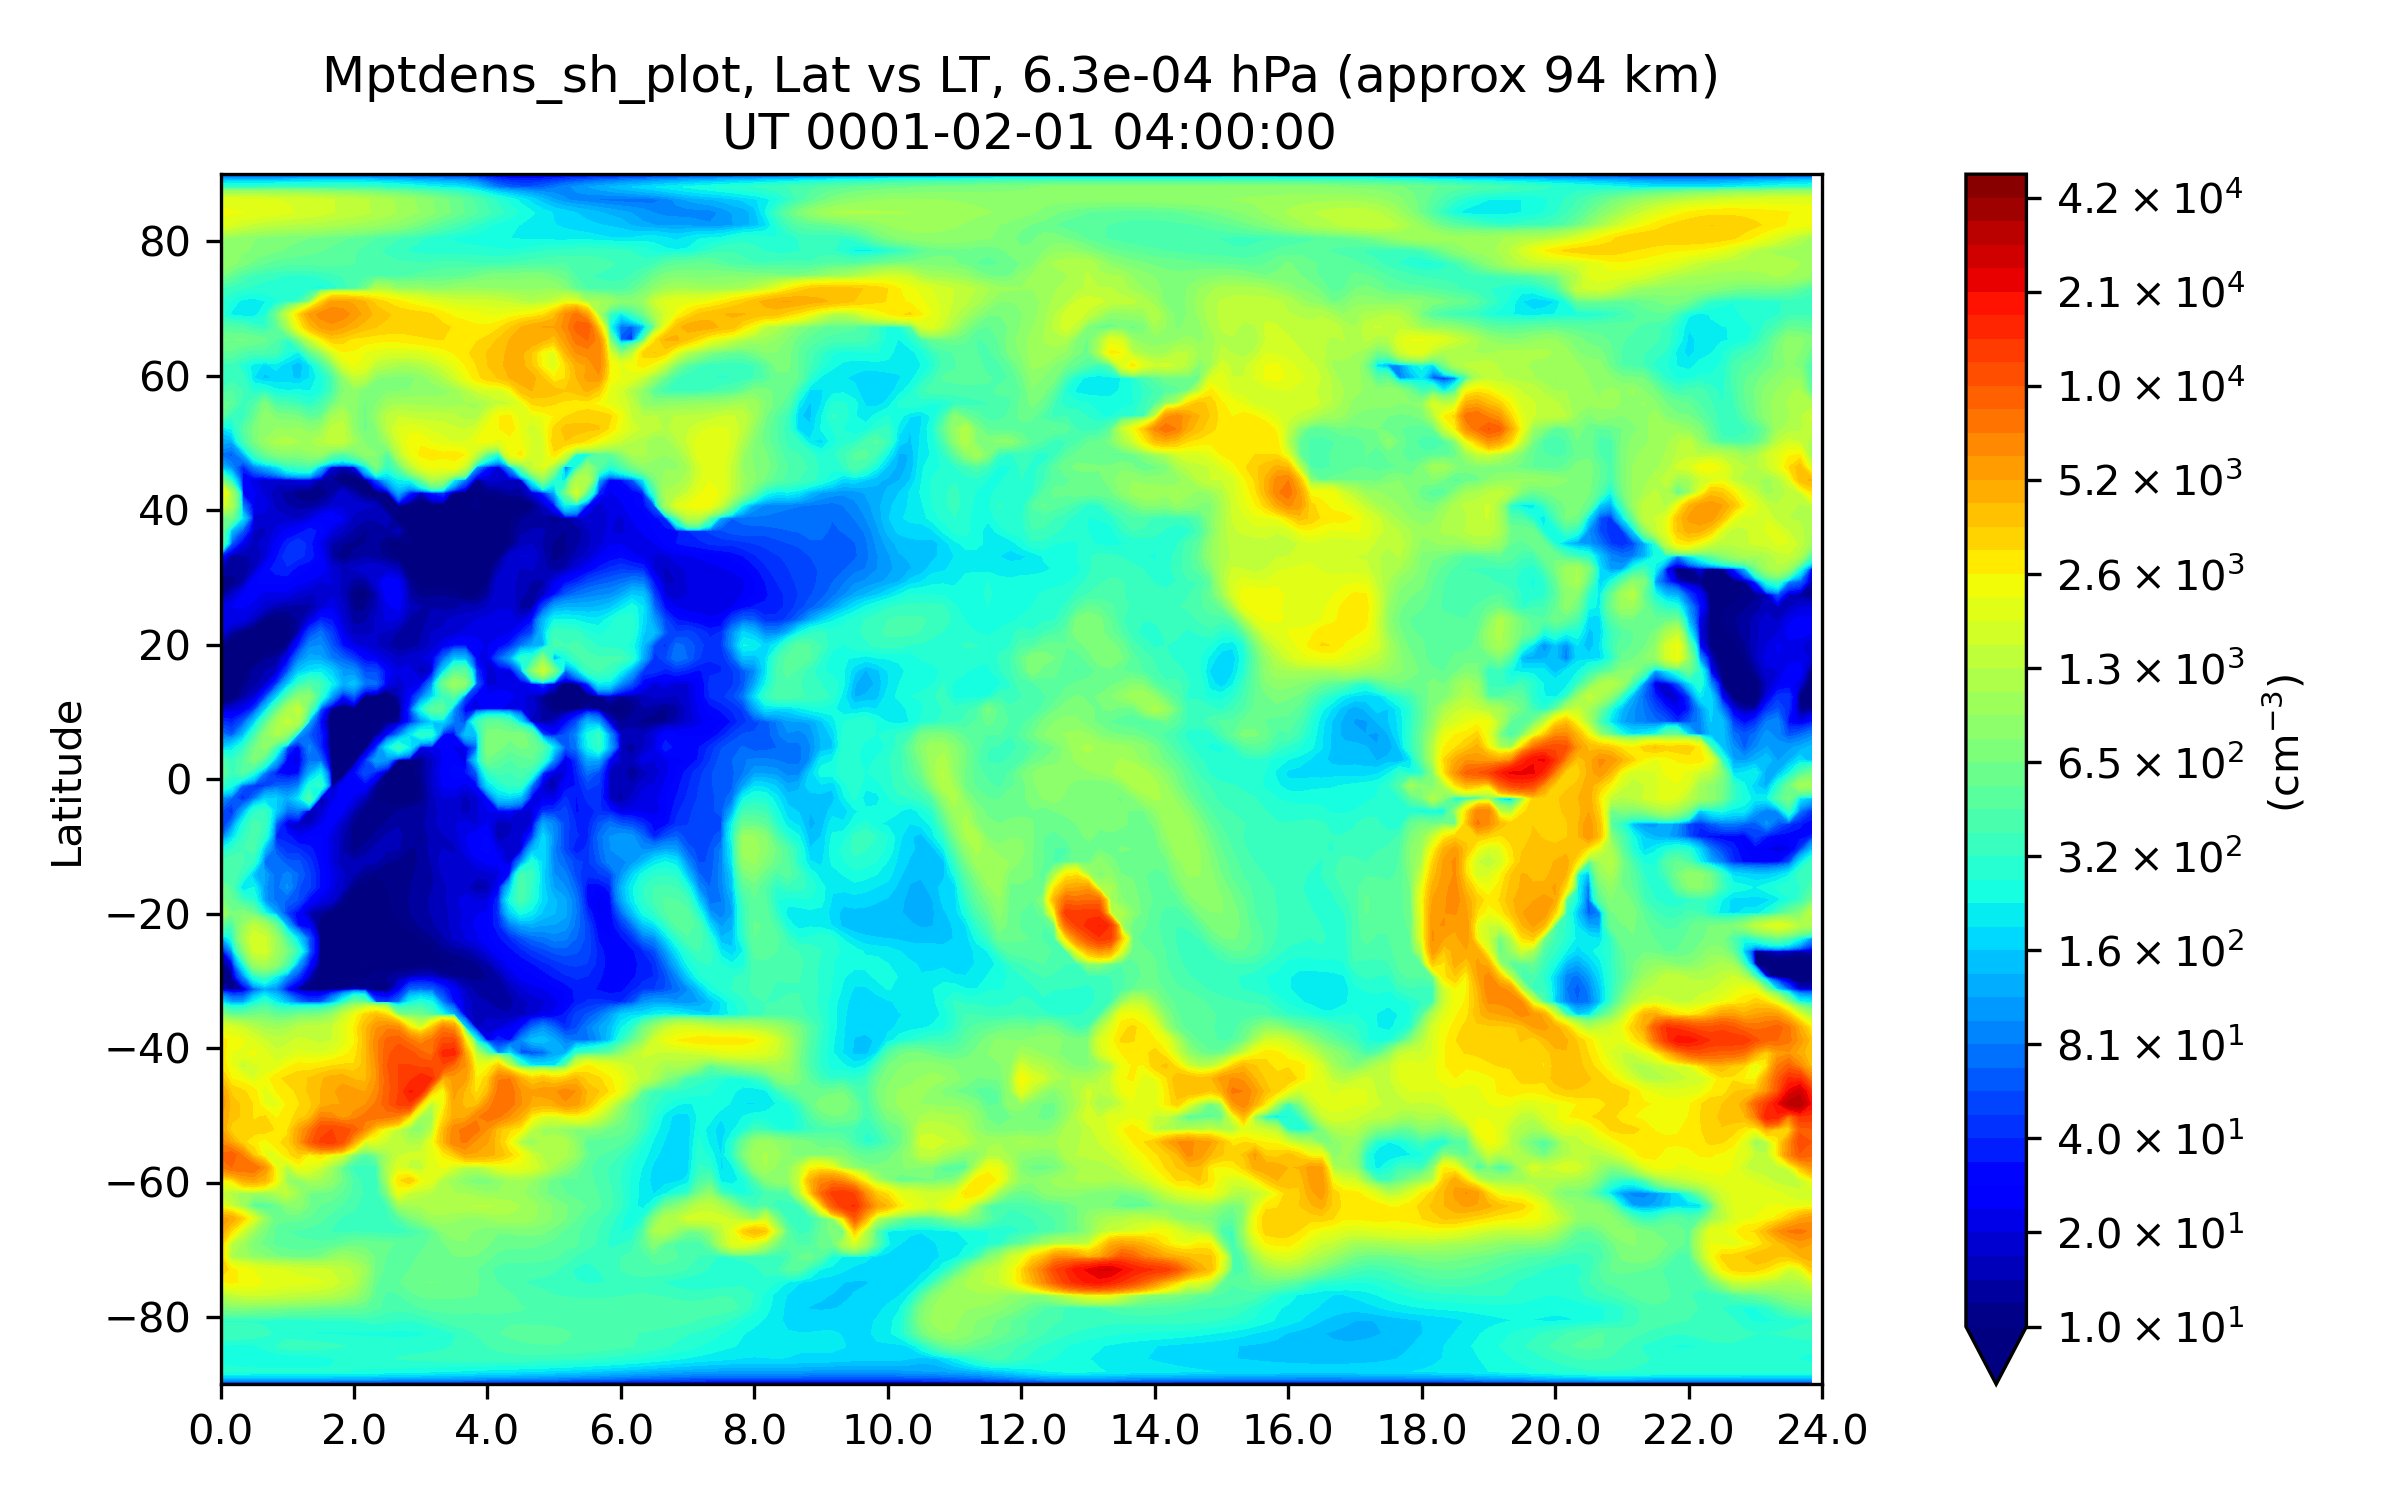 Mptdens_sh_plot, Lat vs LT, 6.3e-04 hPa (approx 94 km)
UT 0001-02-01 04:00:00
Latitude
80
60
40
20
0
−20
−40
−60
−80
0.0 2.0 4.0 6.0 8.0 10.0 12.0 14.0 16.0 18.0 20.0 22.0 24.0
4.2 × 10⁴
2.1 × 10⁴
1.0 × 10⁴
5.2 × 10³
2.6 × 10³
1.3 × 10³
6.5 × 10²
3.2 × 10²
1.6 × 10²
8.1 × 10¹
4.0 × 10¹
2.0 × 10¹
1.0 × 10¹
(cm⁻³)